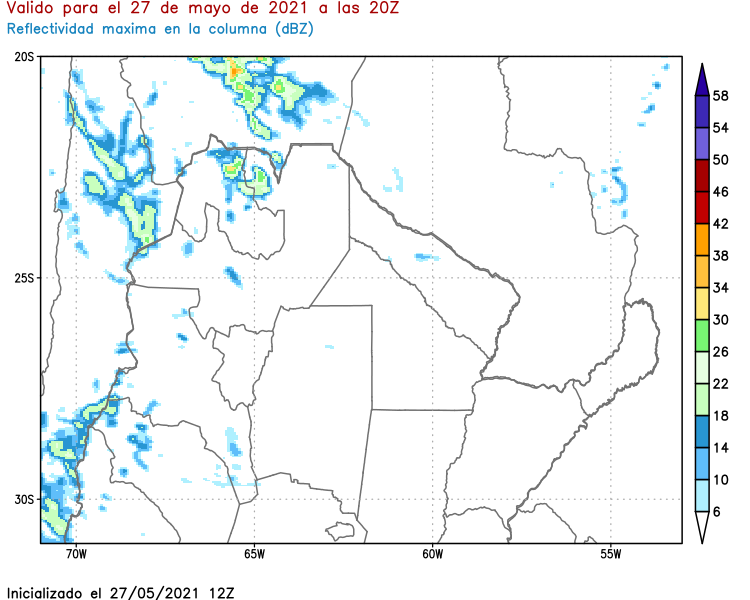 Valido para el 27 de mayo de 2021 a las 20Z
Reflectividad maxima en la columna (dBZ)
20S
25S
30S
70W
65W
60W
55W
58
54
50
46
42
38
34
30
26
22
18
14
10
6
Inicializado el 27/05/2021 12Z